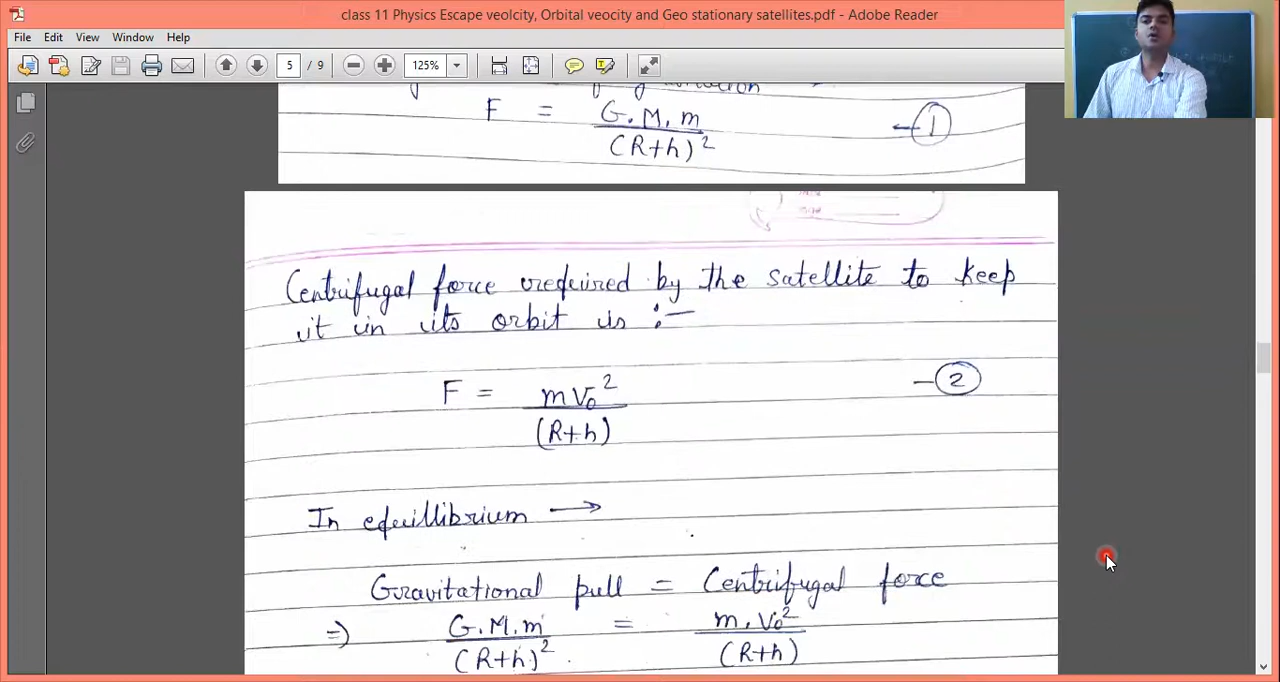 class 11 Physics Escape veolcity, Orbital veocity and Geo stationary satellites.pdf - Adobe Reader
File Edit View Window Help
5 / 9 125%
F = G.M.m / (R+h)² ①
Centrifugal force required by the satellite to keep
it in its orbit is :-
F = mv₀² / (R+h) - ②
In equillibrium →
Gravitational pull = Centrifugal force
⇒ G.M.m / (R+h)² = m.v₀² / (R+h)